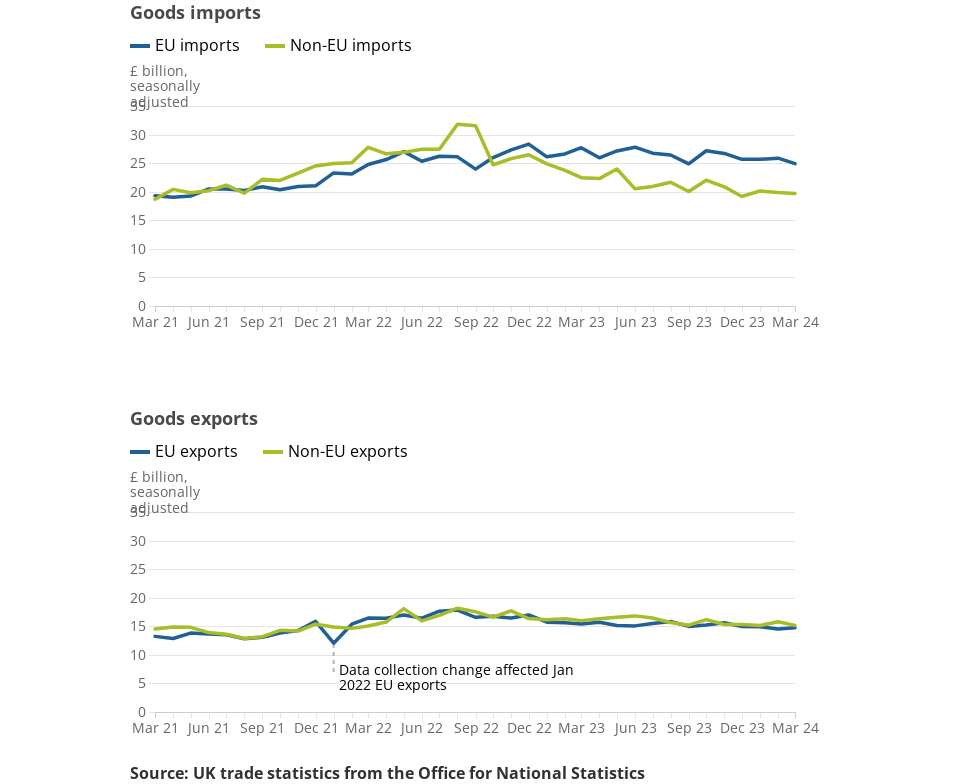 Goods imports
EU imports Non-EU imports
£ billion,
seasonally
adjusted
35
30
25
20
15
10
5
0
Mar 21 Jun 21 Sep 21 Dec 21 Mar 22 Jun 22 Sep 22 Dec 22 Mar 23 Jun 23 Sep 23 Dec 23 Mar 24
Goods exports
EU exports Non-EU exports
£ billion,
seasonally
adjusted
35
30
25
20
15
10
Data collection change affected Jan
2022 EU exports
5
0
Mar 21 Jun 21 Sep 21 Dec 21 Mar 22 Jun 22 Sep 22 Dec 22 Mar 23 Jun 23 Sep 23 Dec 23 Mar 24
Source: UK trade statistics from the Office for National Statistics